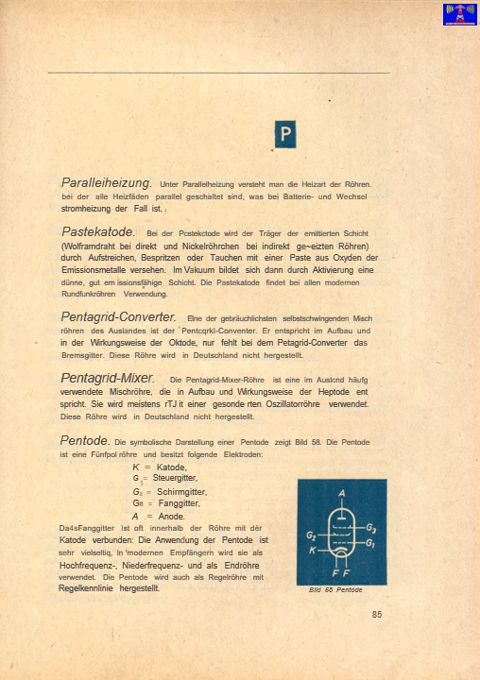 P
Paralleiheizung. Unter Parallelheizung versteht man die Heizart der Röhren.
bei der alle Heizfäden parallel geschaltet sind, was bei Batterie- und Wechsel
stromheizung der Fall ist. .
Pastekatode. Bei der Pcstekctode wird der Träger der emittierten Schicht
(Wolframdraht bei direkt und Nickelröhrchen bei indirekt ge~eizten Röhren)
durch Aufstreichen, Bespritzen oder Tauchen mit einer Paste aus Oxyden der
Emissionsmetalle versehen. Im Vakuum bildet sich dann durch Aktivierung eine
dünne, gut em issionsfähige Schicht. Die Pastekatode findet bei allen modernen
Rundfunkröhren Verwendung.
Pentagrid-Converter. Elne der gebräuchlichsten selbstschwingenden Misch
röhren des Auslandes ist der 'Pentcqrkl-Conventer. Er entspricht im Aufbau und
in der Wirkungsweise der Oktode, nur fehlt bei dem Petagrid-Converter das
Bremsgitter. Diese Röhre wird in Deutschland nicht hergestellt.
Pentagrid-Mixer. Die Pentagrid-Mixer-Röhre ist eine im Auslcnd häufg
verwendete Mischröhre, die in Aufbau und Wirkungsweise der Heptode ent
spricht. Sie wird meistens rTJ it einer gesonde rten Oszillatorröhre verwendet.
Diese Röhre wird in Deutschland nicht hergestellt.
Pentode. Die symbolische Darstellung einer Pentode zeigt Bild 58. Die Pentode
ist eine Fünfpol röhre und besitzt folgende Elektroden:
K = Katode,
G1 = Steuergitter,
G2 = Schirmgitter,
G8 = Fanggitter,
A = Anode.
Da4sFanggitter ist oft innerhalb der Röhre mit dèr
Katode verbunden: Die Anwendung der Pentode ist
sehr vielseltiq, In 'modernen Empfängern wird sie als
Hochfrequenz-, Niederfrequenz- und als Endröhre
verwendet. Die Pentode wird auch als Regelröhre mit
Regelkennlinie hergestellt.
A
G3
G2
G1
K
F F
Bild 58 Pentode
85